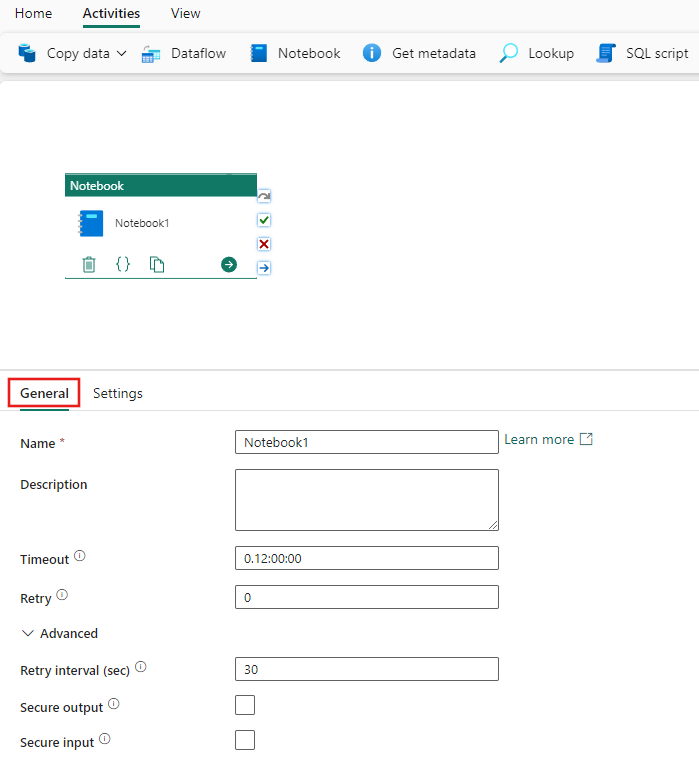 Home Activities View
Copy data Dataflow Notebook Get metadata Lookup SQL script
Notebook
Notebook1
General Settings
Name * Notebook1 Learn more
Description
Timeout 0.12:00:00
Retry 0
Advanced
Retry interval (sec) 30
Secure output
Secure input